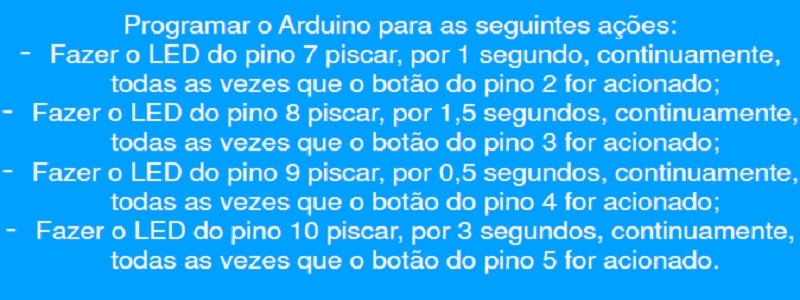 Programar o Arduino para as seguintes ações:
- Fazer o LED do pino 7 piscar, por 1 segundo, continuamente,
todas as vezes que o botão do pino 2 for acionado;
- Fazer o LED do pino 8 piscar, por 1,5 segundos, continuamente,
todas as vezes que o botão do pino 3 for acionado;
- Fazer o LED do pino 9 piscar, por 0,5 segundos, continuamente,
todas as vezes que o botão do pino 4 for acionado;
- Fazer o LED do pino 10 piscar, por 3 segundos, continuamente,
todas as vezes que o botão do pino 5 for acionado.